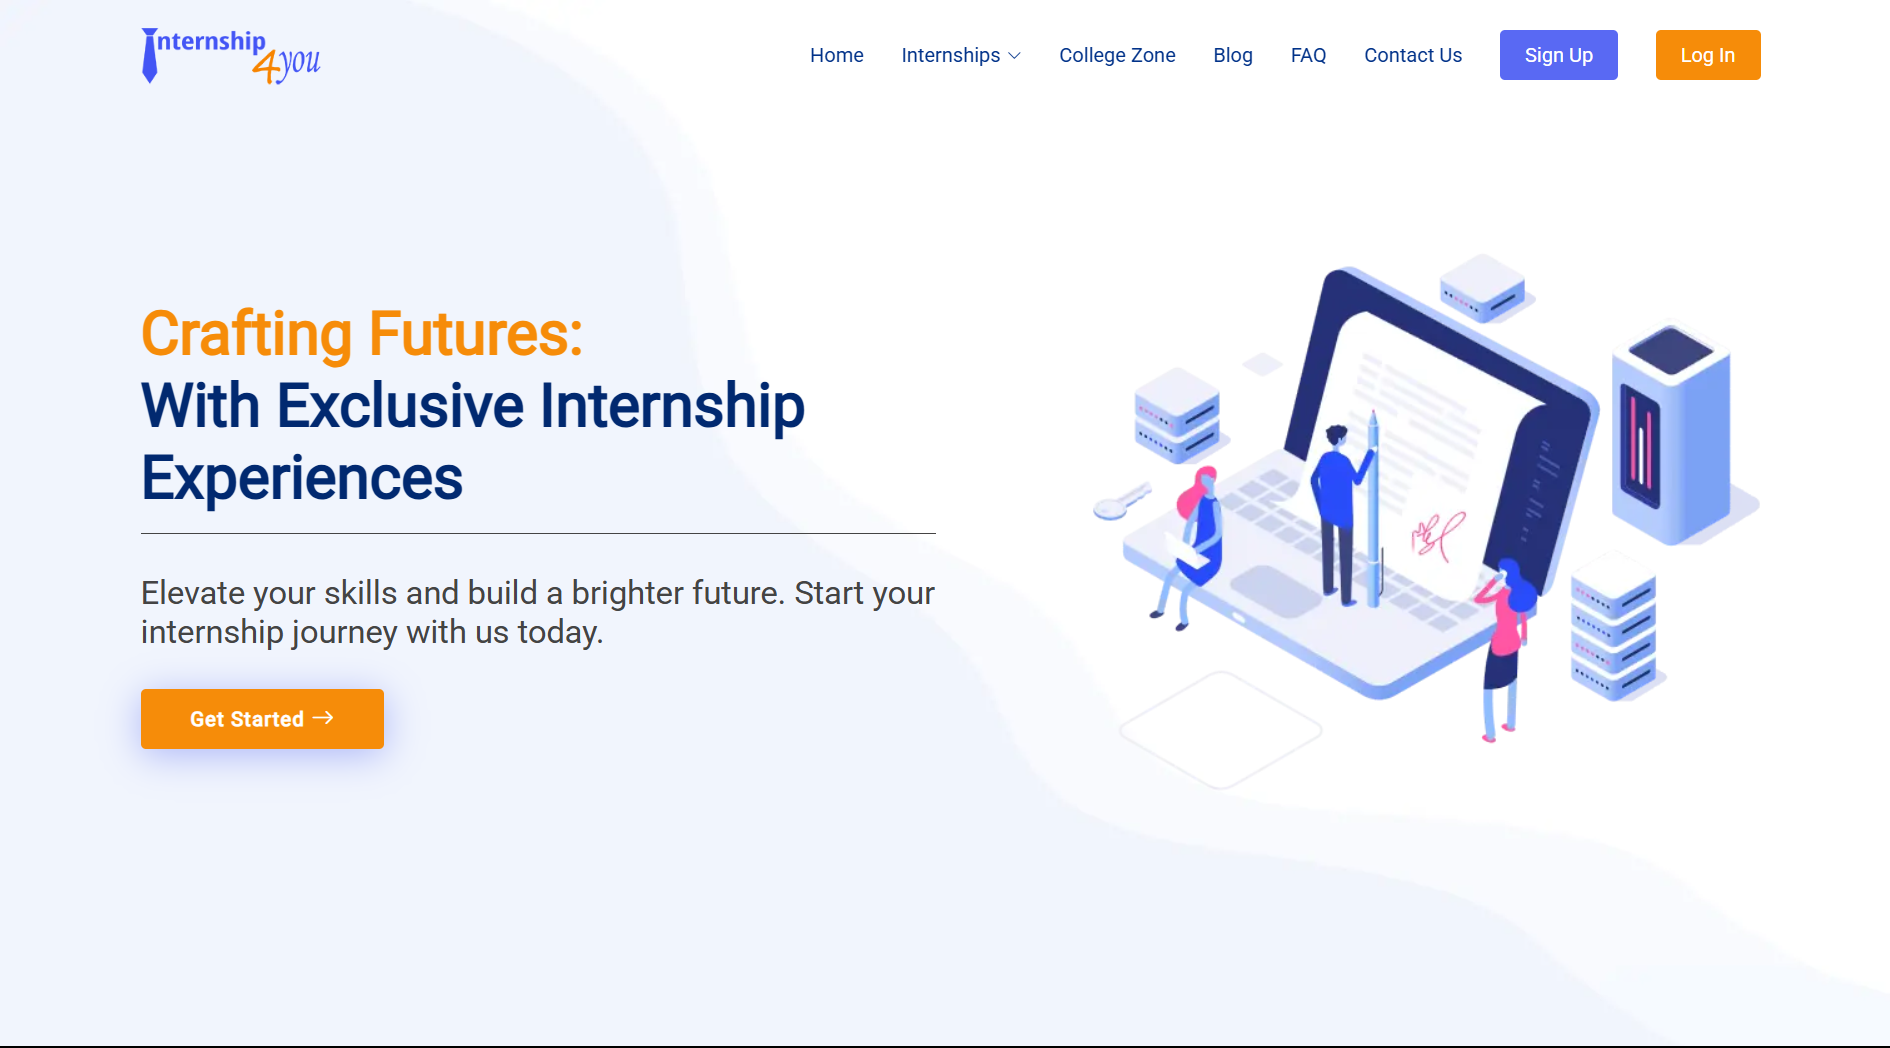 Internship
4you
Home Internships College Zone Blog FAQ Contact Us Sign Up Log In
Crafting Futures:
With Exclusive Internship
Experiences
Elevate your skills and build a brighter future. Start your
internship journey with us today.
Get Started